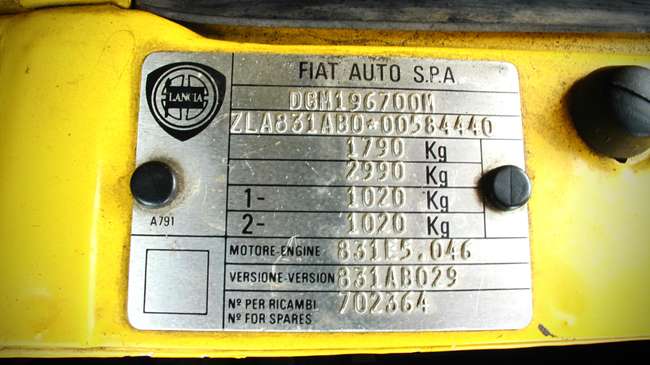 LANCIA
FIAT AUTO S.P.A
DGM196700M
ZLA831AB0*00584440
1790 Kg
2990 Kg
1- 1020 Kg
2- 1020 Kg
A791
MOTORE-ENGINE 831E5.046
VERSIONE-VERSION 831AB029
Nº PER RICAMBI 702364
Nº FOR SPARES